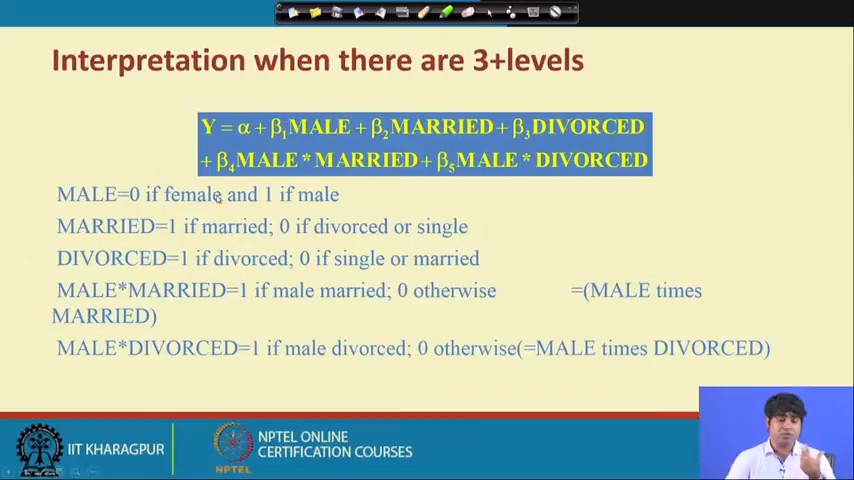 Interpretation when there are 3+levels
Y = α + β₁MALE + β₂MARRIED + β₃DIVORCED
+ β₄MALE * MARRIED + β₅MALE * DIVORCED
MALE=0 if female and 1 if male
MARRIED=1 if married; 0 if divorced or single
DIVORCED=1 if divorced; 0 if single or married
MALE*MARRIED=1 if male married; 0 otherwise =(MALE times
MARRIED)
MALE*DIVORCED=1 if male divorced; 0 otherwise(=MALE times DIVORCED)
IIT KHARAGPUR
NPTEL
NPTEL ONLINE
CERTIFICATION COURSES